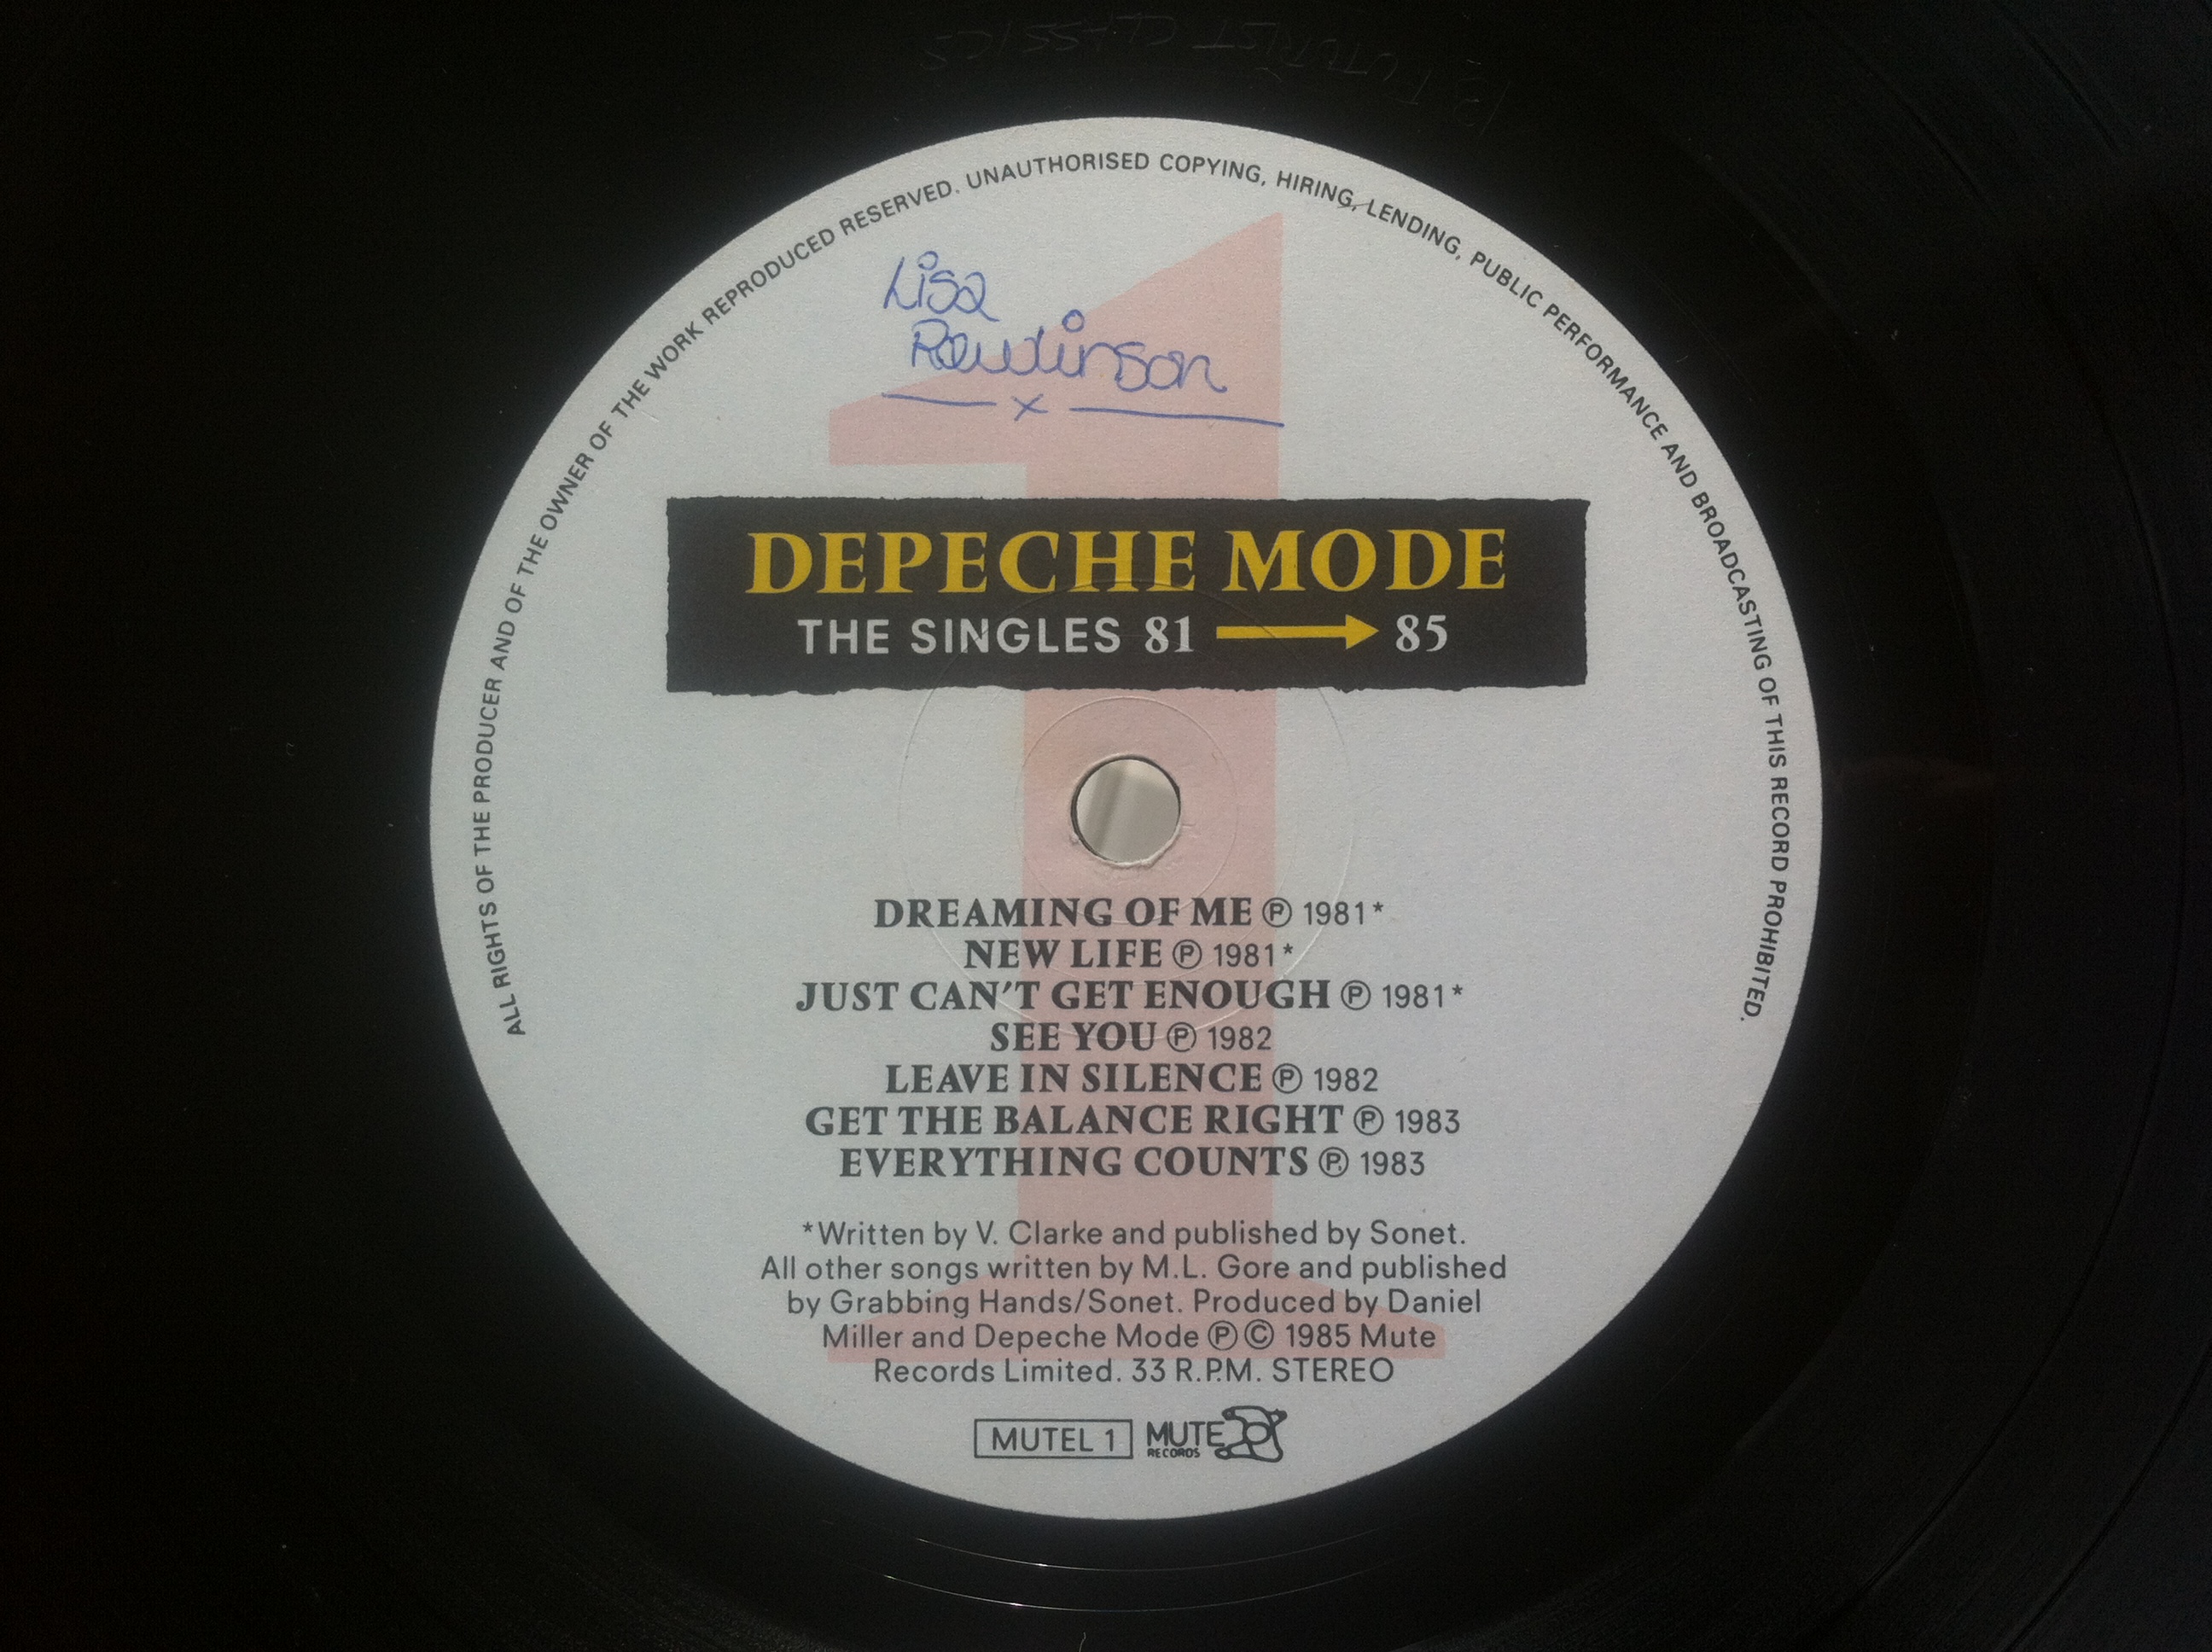 12 FUTURIST CLASSICS
ALL RIGHTS OF THE PRODUCER AND OF THE OWNER OF THE WORK REPRODUCED RESERVED. UNAUTHORISED COPYING, HIRING, LENDING, PUBLIC PERFORMANCE AND BROADCASTING OF THIS RECORD PROHIBITED.
Lisa
Rawlinson
x
DEPECHE MODE
THE SINGLES 81 → 85
DREAMING OF ME ℗ 1981*
NEW LIFE ℗ 1981*
JUST CAN'T GET ENOUGH ℗ 1981*
SEE YOU ℗ 1982
LEAVE IN SILENCE ℗ 1982
GET THE BALANCE RIGHT ℗ 1983
EVERYTHING COUNTS ℗ 1983
*Written by V. Clarke and published by Sonet.
All other songs written by M.L. Gore and published
by Grabbing Hands/Sonet. Produced by Daniel
Miller and Depeche Mode ℗ © 1985 Mute
Records Limited. 33 R.P.M. STEREO
MUTEL 1 MUTE
RECORDS
1